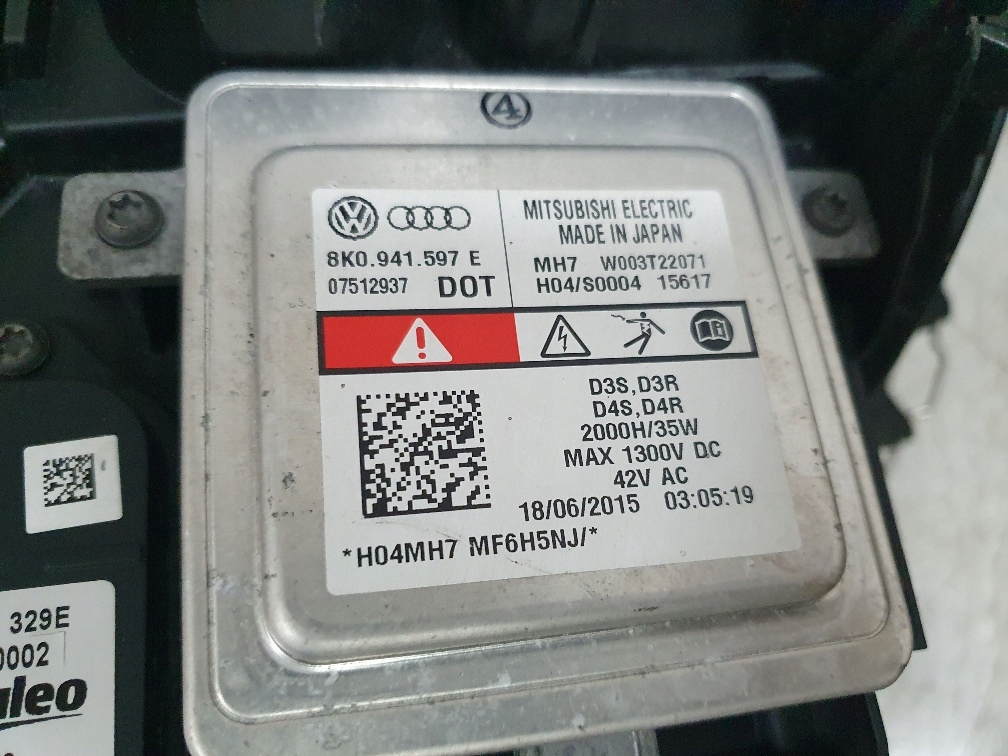 4
8K0.941.597 E
07512937 DOT
MITSUBISHI ELECTRIC
MADE IN JAPAN
MH7 W003T22071
H04/S0004 15617
D3S,D3R
D4S,D4R
2000H/35W
MAX 1300V DC
42V AC
18/06/2015 03:05:19
*H04MH7 MF6H5NJ/*
329E
0002
aleo